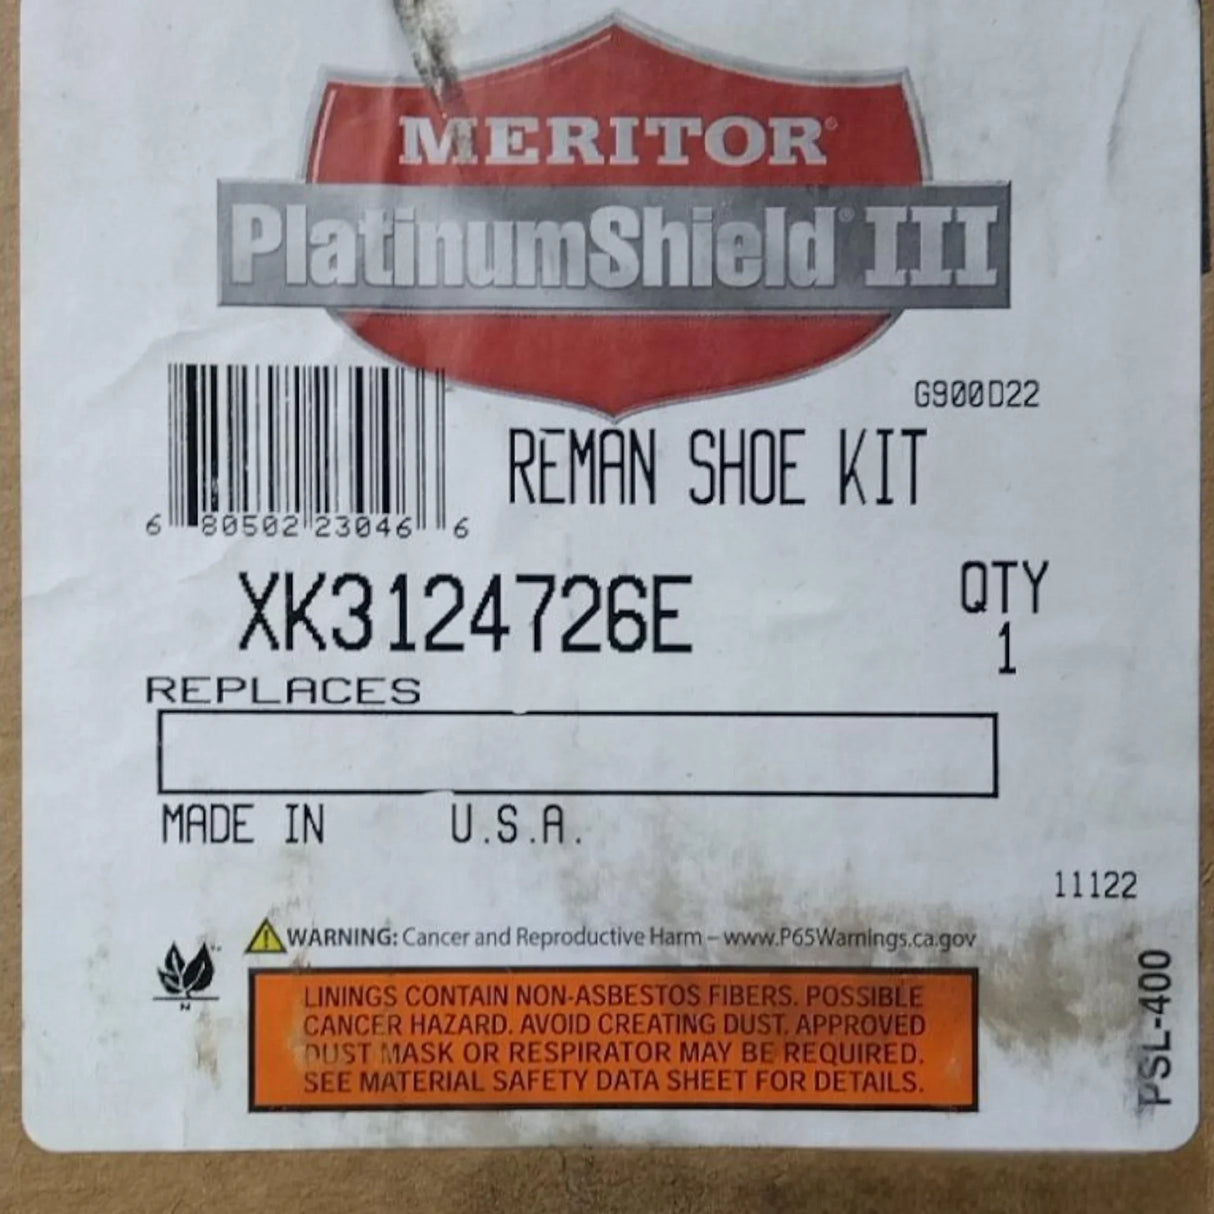 MERITOR®
PlatinumShield® III
G900D22
REMAN SHOE KIT
6 80502 23046 6
XK3124726E
QTY
1
REPLACES
MADE IN U.S.A.
11122
WARNING: Cancer and Reproductive Harm – www.P65Warnings.ca.gov
N
LININGS CONTAIN NON-ASBESTOS FIBERS. POSSIBLE
CANCER HAZARD. AVOID CREATING DUST. APPROVED
DUST MASK OR RESPIRATOR MAY BE REQUIRED.
SEE MATERIAL SAFETY DATA SHEET FOR DETAILS.
PSL-400